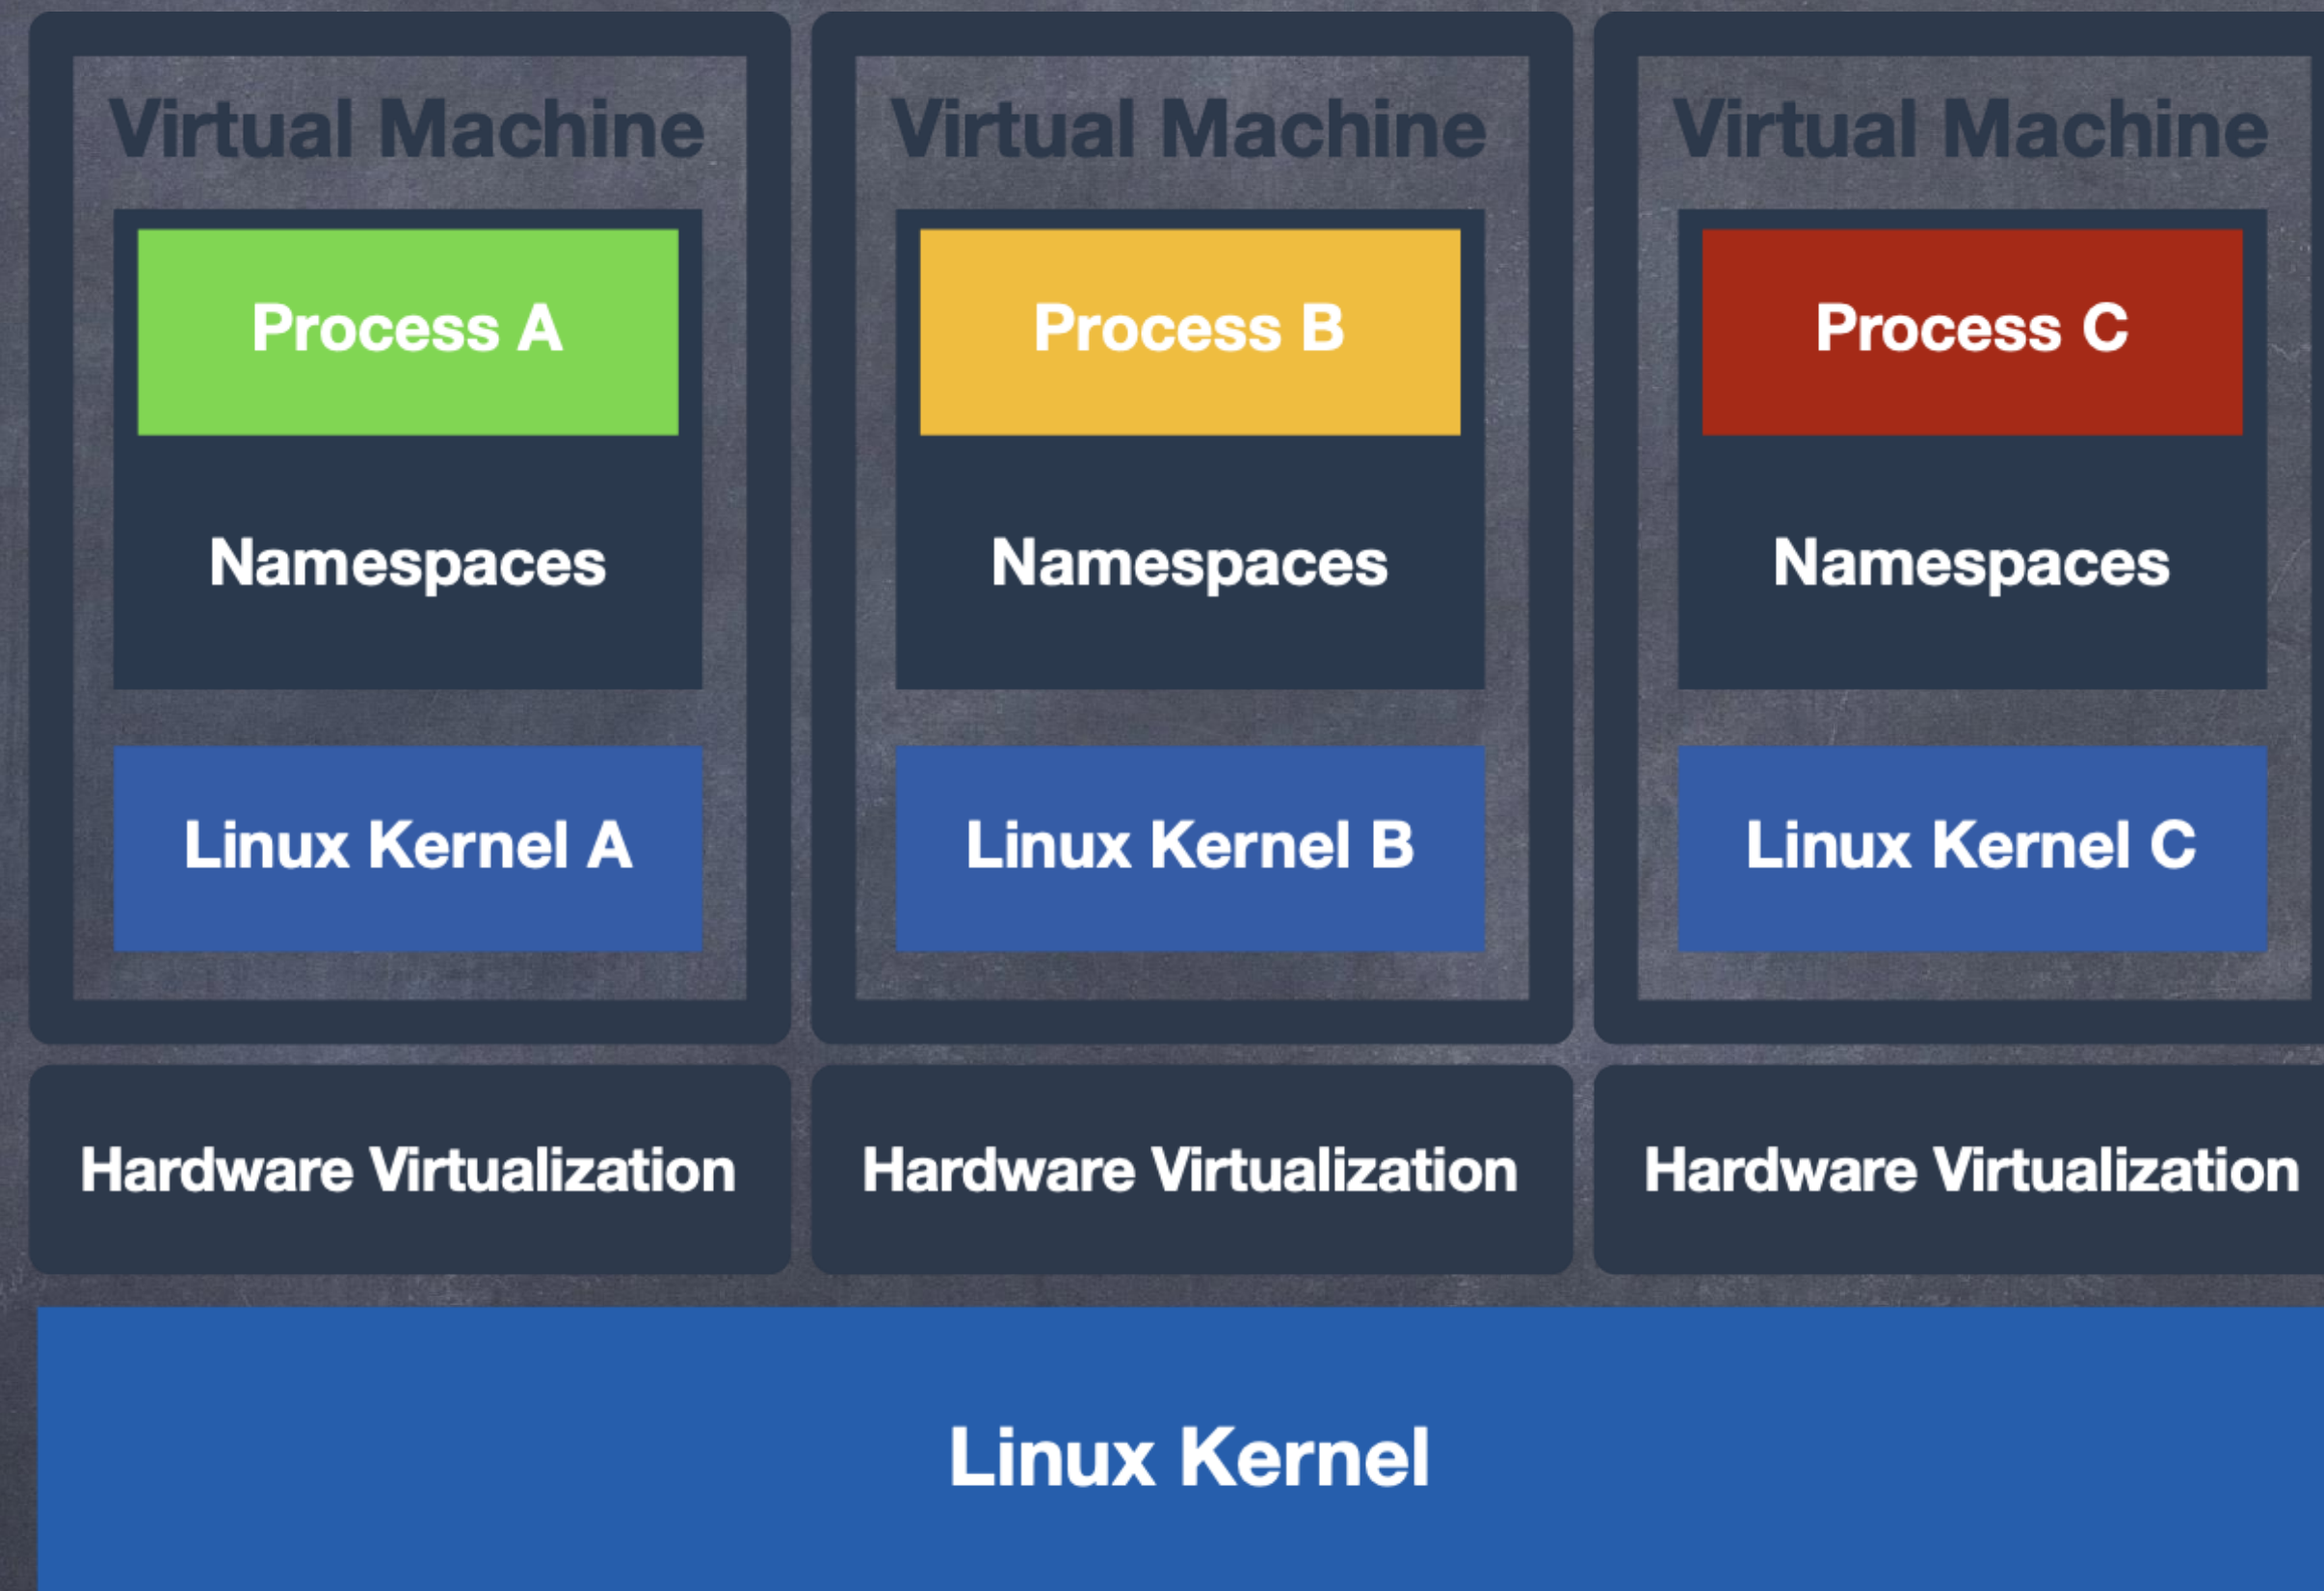 Virtual Machine
Virtual Machine
Virtual Machine
Process A
Process B
Process C
Namespaces
Namespaces
Namespaces
Linux Kernel A
Linux Kernel B
Linux Kernel C
Hardware Virtualization
Hardware Virtualization
Hardware Virtualization
Linux Kernel